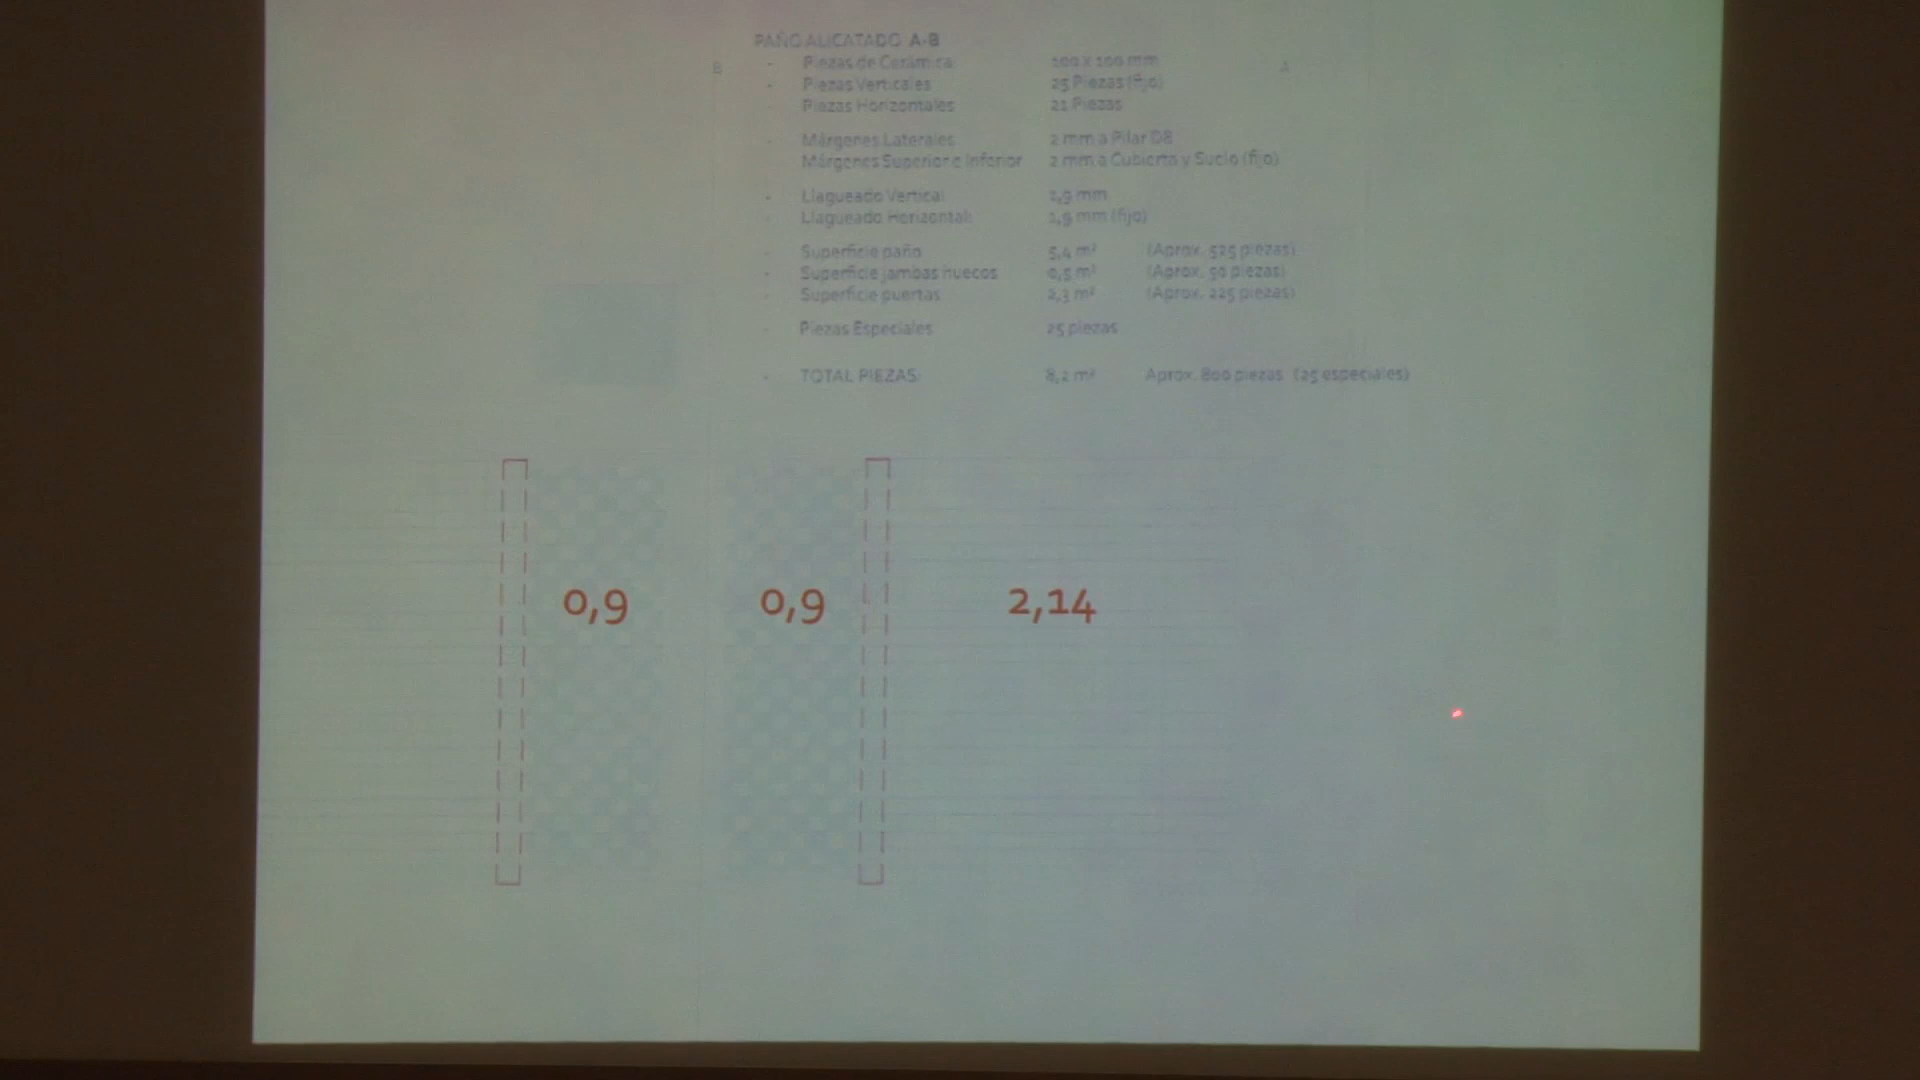 PAÑO ALICATADO A-B
B
A
- Piezas de Cerámica 100 x 100 mm
- Piezas Verticales 25 Piezas (fijo)
- Piezas Horizontales 21 Piezas
- Márgenes Laterales 2 mm a Pilar D8
- Márgenes Superior e Inferior 2 mm a Cubierta y Suelo (fijo)
- Llagueado Vertical 1,9 mm
- Llagueado Horizontal: 1,9 mm (fijo)
- Superficie paño 5,4 m² (Aprox. 525 piezas)
- Superficie jambas huecos 0,5 m² (Aprox. 50 piezas)
- Superficie puertas 2,3 m² (Aprox. 225 piezas)
- Piezas Especiales 25 piezas
- TOTAL PIEZAS: 8,2 m² Aprox. 800 piezas (25 especiales)
0,9 0,9 2,14